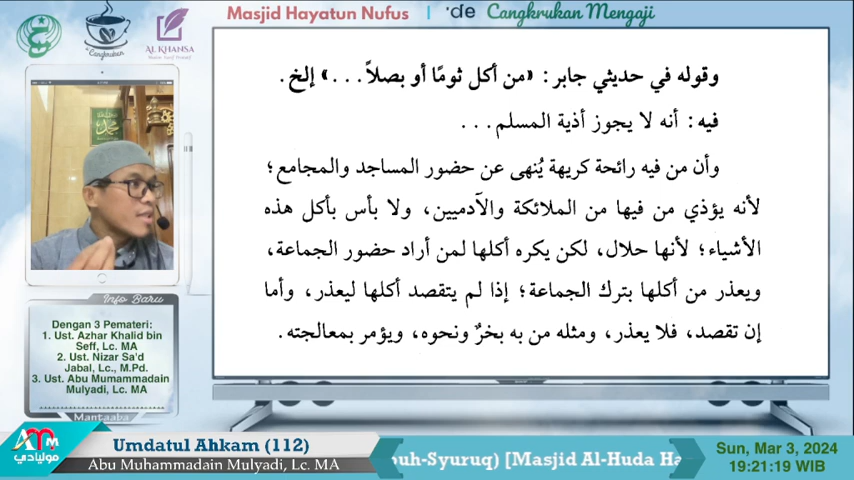 Masjid Hayatun Nufus | de Cangkrukan Mengaji
Cangkrukan
AL KHANSA
وقوله في حديثي جابر: «من أكل ثومًا أو بصلاً...» إلخ.
فيه: أنه لا يجوز أذية المسلم...
وأن من فيه رائحة كريهة يُنهى عن حضور المساجد والمجامع؛
لأنه يؤذي من فيها من الملائكة والآدميين، ولا بأس بأكل هذه
الأشياء؛ لأنها حلال، لكن يكره أكلها لمن أراد حضور الجماعة،
ويعذر من أكلها بترك الجماعة؛ إذا لم يتقصد أكلها ليعذر، وأما
إن تقصد، فلا يعذر، ومثله من به بخرٌ ونحوه، ويؤمر بمعالجته.
Info Baru
Dengan 3 Pemateri:
1. Ust. Azhar Khalid bin
Seff, Lc. MA
2. Ust. Nizar Sa'd
Jabal, Lc., M.Pd.
3. Ust. Abu Mumammadain
Mulyadi, Lc. MA
Mantaaba
موليادي
Umdatul Ahkam (112)
Abu Muhammadain Mulyadi, Lc. MA
ouh-Syuruq) [Masjid Al-Huda Ha
Sun, Mar 3, 2024
19:21:19 WIB